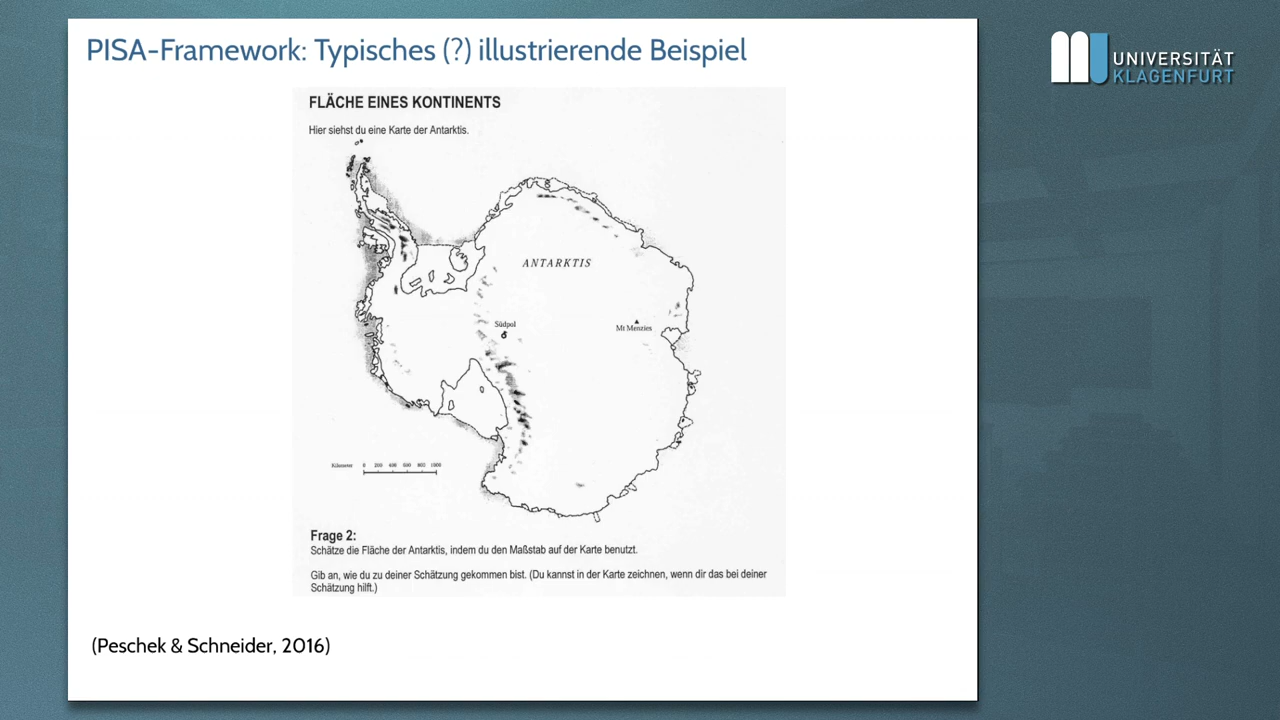 PISA-Framework: Typisches (?) illustrierende Beispiel
UNIVERSITÄT
KLAGENFURT
FLÄCHE EINES KONTINENTS
Hier siehst du eine Karte der Antarktis.
ANTARKTIS
Südpol
Mt Menzies
Kilometer 0 200 400 600 800 1000
Frage 2:
Schätze die Fläche der Antarktis, indem du den Maßstab auf der Karte benutzt.
Gib an, wie du zu deiner Schätzung gekommen bist. (Du kannst in der Karte zeichnen, wenn dir das bei deiner
Schätzung hilft.)
(Peschek & Schneider, 2016)